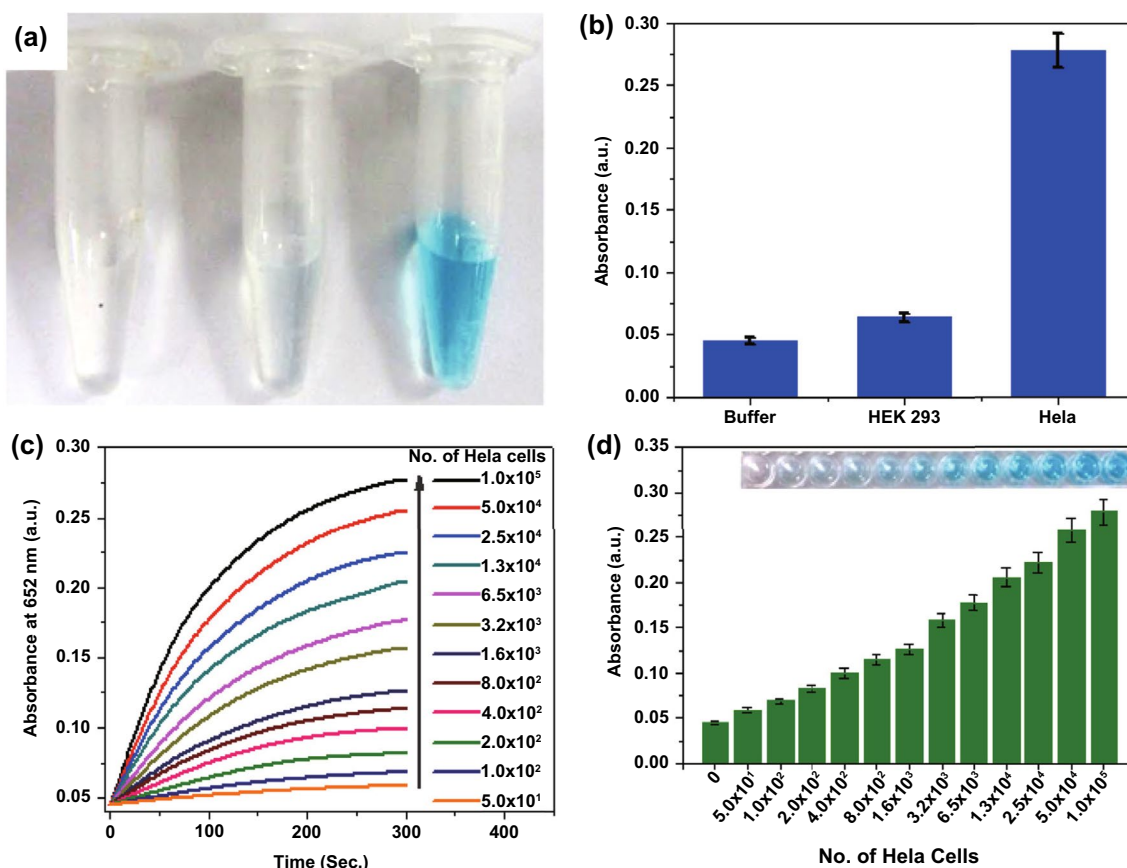 (a)
(b)
0.30
0.25
0.20
0.15
0.10
0.05
0.00
Absorbance (a.u.)
Buffer
HEK 293
Hela
(c)
0.30
0.25
0.20
0.15
0.10
0.05
Absorbance at 652 nm (a.u.)
0
100
200
300
400
Time (Sec.)
No. of Hela cells
1.0x10⁵
5.0x10⁴
2.5x10⁴
1.3x10⁴
6.5x10³
3.2x10³
1.6x10³
8.0x10²
4.0x10²
2.0x10²
1.0x10²
5.0x10¹
(d)
0.35
0.30
0.25
0.20
0.15
0.10
0.05
0.00
Absorbance (a.u.)
0
5.0x10¹
1.0x10²
2.0x10²
4.0x10²
8.0x10²
1.6x10³
3.2x10³
6.5x10³
1.3x10⁴
2.5x10⁴
5.0x10⁴
1.0x10⁵
No. of Hela Cells